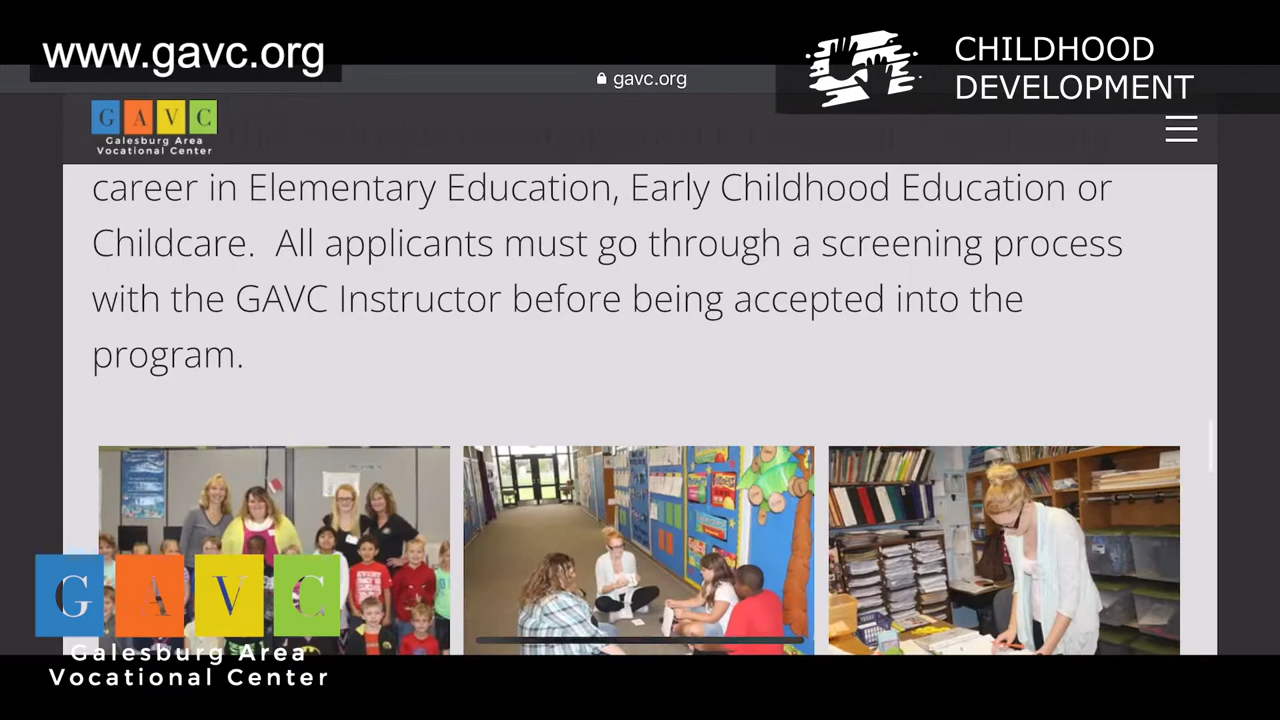 www.gavc.org
CHILDHOOD
DEVELOPMENT
gavc.org
GAVC
Galesburg Area
Vocational Center
career in Elementary Education, Early Childhood Education or
Childcare.  All applicants must go through a screening process
with the GAVC Instructor before being accepted into the
program.
GAVC
Galesburg Area
Vocational Center